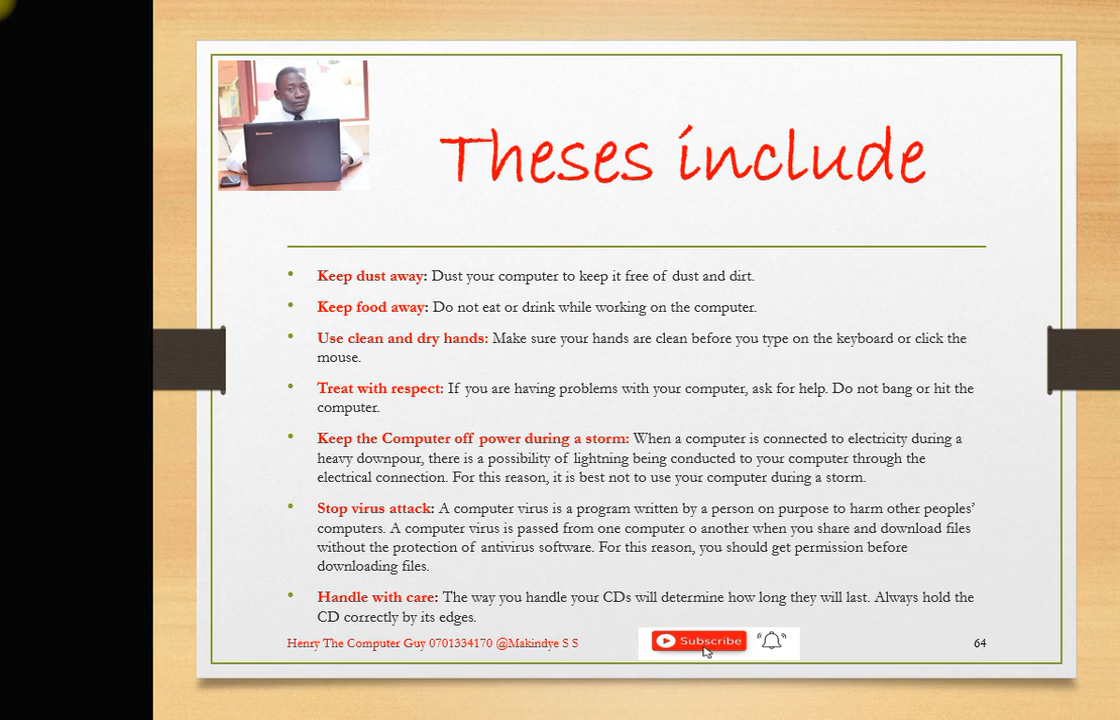 Theses include
• Keep dust away: Dust your computer to keep it free of dust and dirt.
• Keep food away: Do not eat or drink while working on the computer.
• Use clean and dry hands: Make sure your hands are clean before you type on the keyboard or click the
mouse.
• Treat with respect: If you are having problems with your computer, ask for help. Do not bang or hit the
computer.
• Keep the Computer off power during a storm: When a computer is connected to electricity during a
heavy downpour, there is a possibility of lightning being conducted to your computer through the
electrical connection. For this reason, it is best not to use your computer during a storm.
• Stop virus attack: A computer virus is a program written by a person on purpose to harm other peoples’
computers. A computer virus is passed from one computer o another when you share and download files
without the protection of antivirus software. For this reason, you should get permission before
downloading files.
• Handle with care: The way you handle your CDs will determine how long they will last. Always hold the
CD correctly by its edges.
Henry The Computer Guy 0701334170 @Makindye S S
Subscribe
64